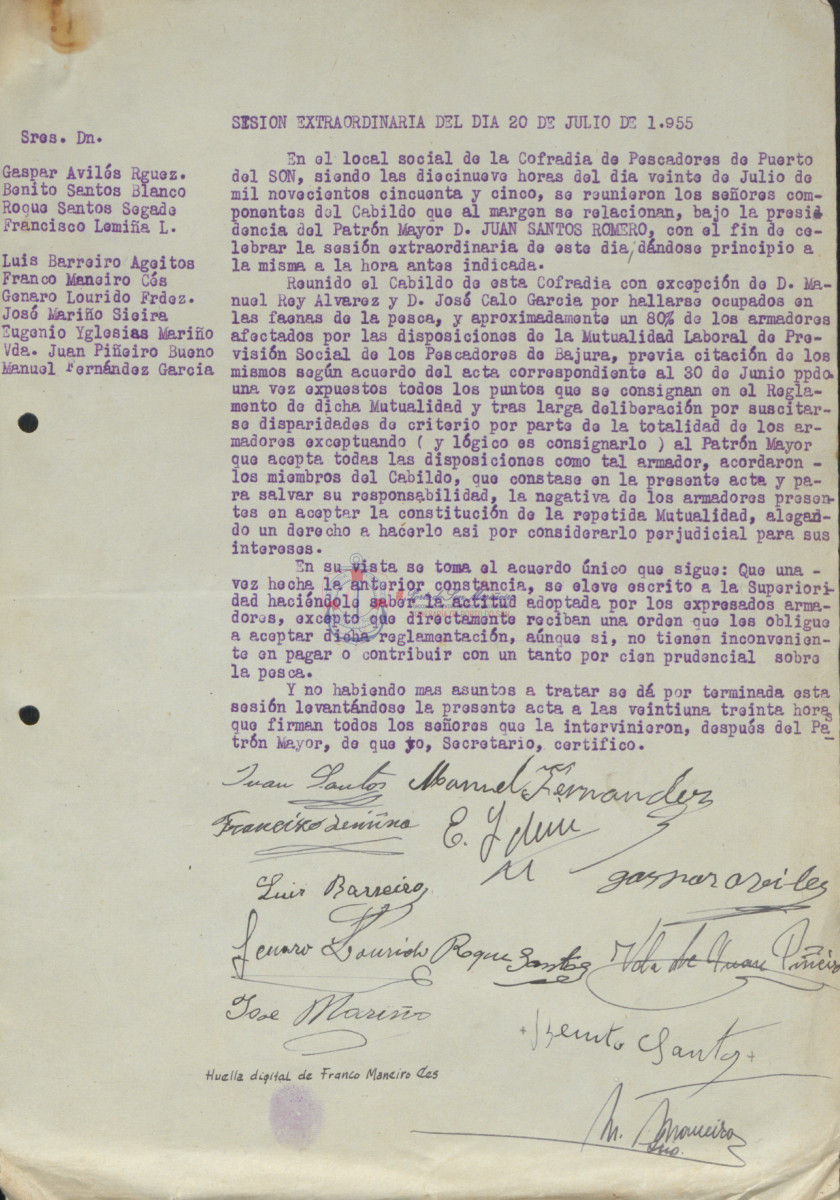 SESION EXTRAORDINARIA DEL DIA 20 DE JULIO DE 1.955
Sres. Dn.
Gaspar Avilés Rguez.
Benito Santos Blanco
Roque Santos Segade
Francisco Lemiña L.
Luis Barreiro Ageitos
Franco Maneiro Cés
Genaro Lourido Frdez.
José Mariño Sieira
Eugenio Yglesias Mariño
Vda. Juan Piñeiro Bueno
Manuel Fernández Garcia
En el local social de la Cofradia de Pescadores de Puerto
del SON, siendo las diecinueve horas del dia veinte de Julio de
mil novecientos cincuenta y cinco, se reunieron los señores com-
ponentes del Cabildo que al margen se relacionan, bajo la presi
dencia del Patrón Mayor D. JUAN SANTOS ROMERO, con el fin de ce-
lebrar la sesión extraordinaria de este dia, dándose principio a
la misma a la hora antes indicada.
Reunido el Cabildo de esta Cofradia con excepción de D. Ma-
nuel Rey Alvarez y D. José Calo Garcia por hallarse ocupados en
las faenas de la pesca, y aproximadamente un 80% de los armadores
afectados por las disposiciones de la Mutualidad Laboral de Pre-
visión Social de los Pescadores de Bajura, previa citación de los
mismos según acuerdo del acta correspondiente al 30 de Junio ppdo.
una vez expuestos todos los puntos que se consignan en el Regla-
mento de dicha Mutualidad y tras larga deliberación por suscitar-
se disparidades de criterio por parte de la totalidad de los ar-
madores exceptuando ( y lógico es consignarlo ) al Patrón Mayor
que acepta todas las disposiciones como tal armador, acordaron -
los miembros del Cabildo, que constase en la presente acta y pa-
ra salvar su responsabilidad, la negativa de los armadores presen-
tes en aceptar la constitución de la repetida Mutualidad, alegan-
do un derecho a hacerlo asi por considerarlo perjudicial para sus
intereses.
En su vista se toma el acuerdo único que sigue: Que una -
vez hecha la anterior constancia, se eleve escrito a la Superiori-
dad haciéndole saber la actitud adoptada por los expresados arma-
dores, excepto que directamente reciban una orden que les obligue
a aceptar dicha reglamentación, aúnque si, no tienen inconvenien-
te en pagar o contribuir con un tanto por cien prudencial sobre
la pesca.
Y no habiendo mas asuntos a tratar se dá por terminada esta
sesión levantándose la presente acta a las veintiuna treinta horas
que firman todos los señores que la intervinieron, después del Pa-
trón Mayor, de que yo, Secretario, certifico.
Juan Santos Manuel Fernandez
Francisco Lemiña
Luis Barreiro gaspar aviles
Genaro Lourido Roque Santos Vda de Juan Piñeiro
Jose Mariño
Benito Santos
Huella digital de Franco Maneiro Ces
M. Maneiro